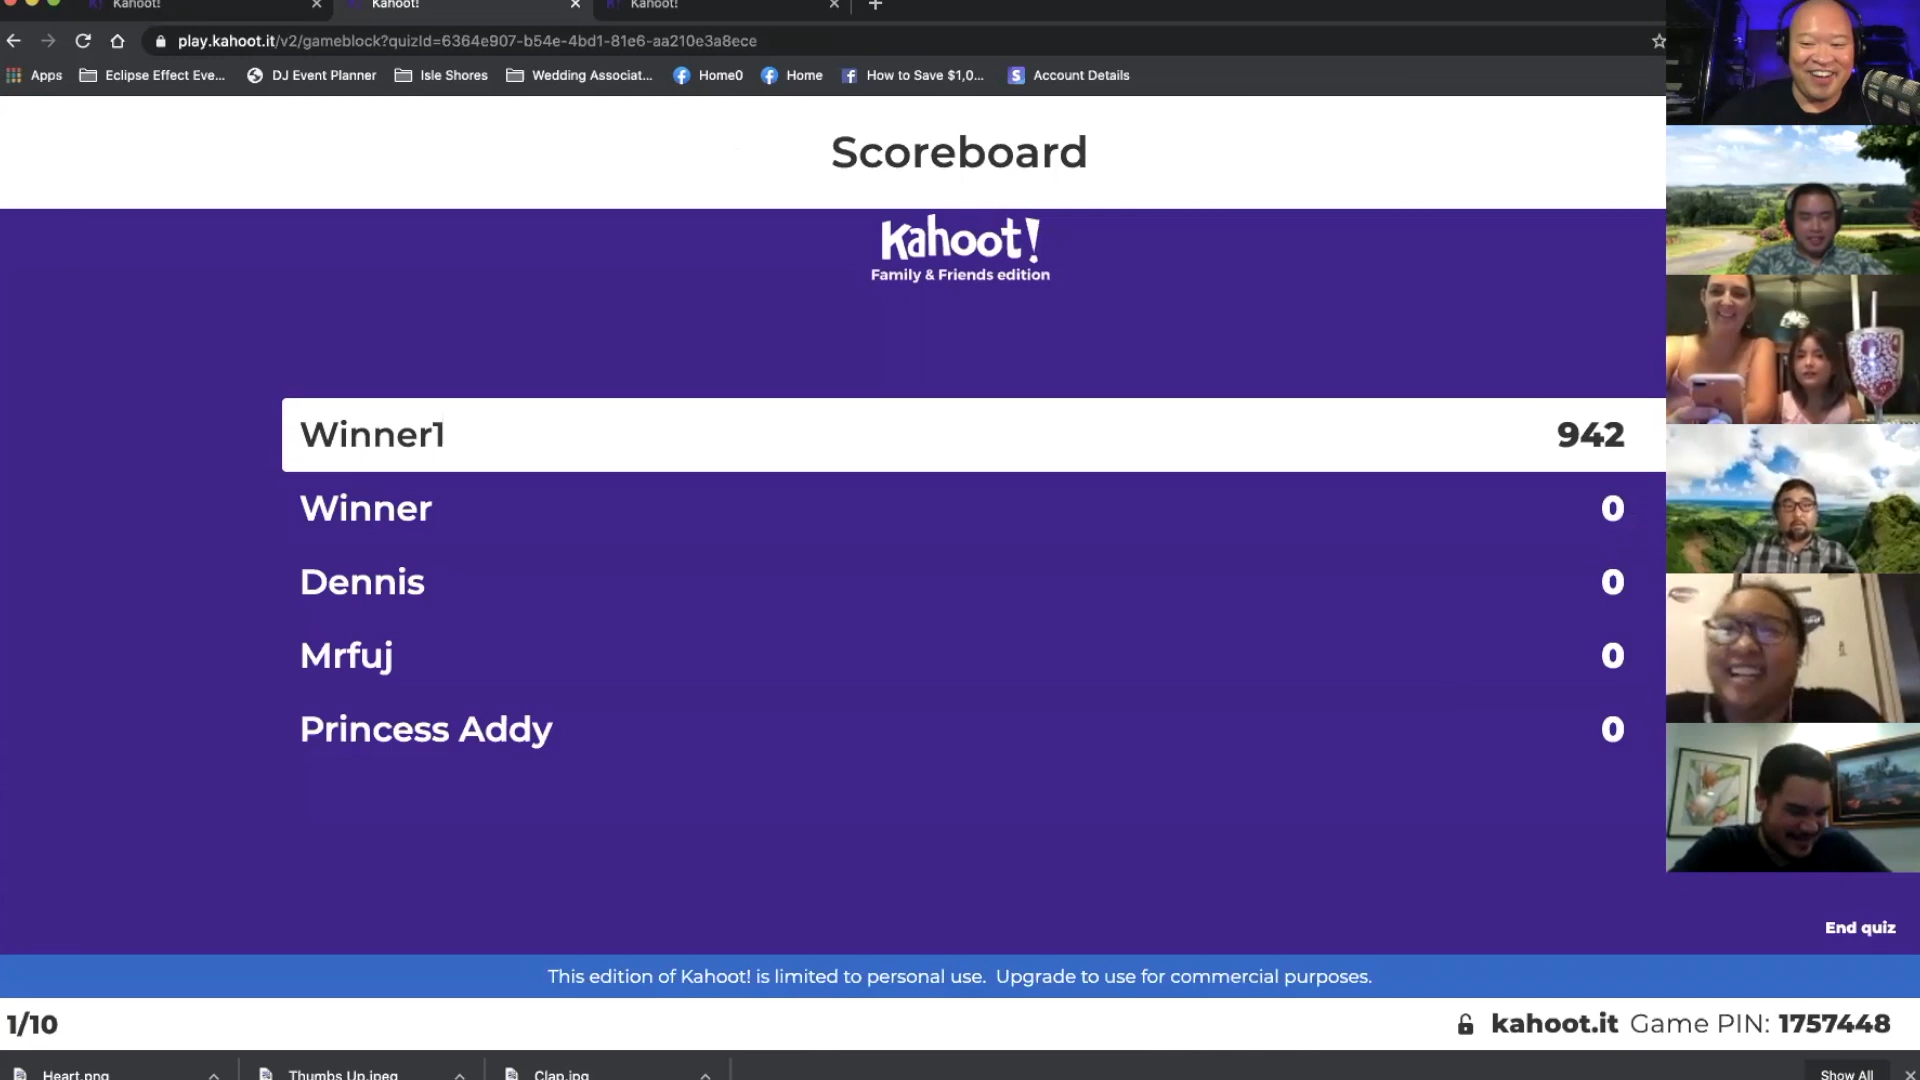 Kahoot!
Kahoot!
Kahoot!
play.kahoot.it/v2/gameblock?quizId=6364e907-b54e-4bd1-81e6-aa210e3a8ece
Apps
Eclipse Effect Eve...
DJ Event Planner
Isle Shores
Wedding Associat...
Home0
Home
How to Save $1,0...
S
Account Details
Scoreboard
Kahoot!
Family & Friends edition
Winner1 942
Winner 0
Dennis 0
Mrfuj 0
Princess Addy 0
End quiz
This edition of Kahoot! is limited to personal use. Upgrade to use for commercial purposes.
1/10
kahoot.it Game PIN: 1757448
Heart.png
Thumbs Up.jpeg
Clap.jpg
Show All